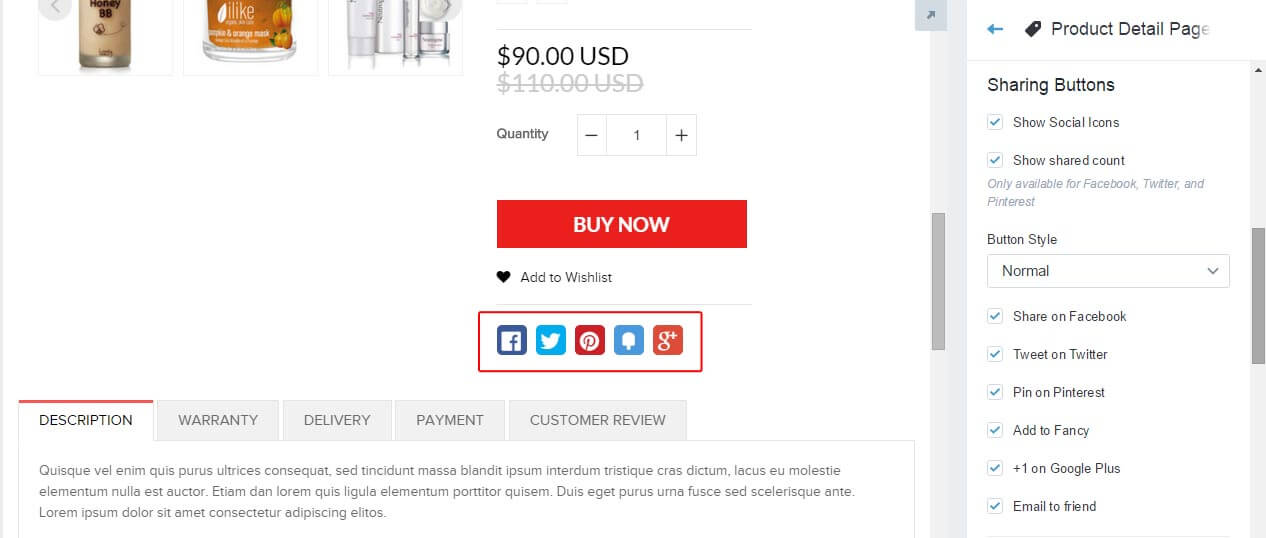 Honey
BB
ilike
organic skin care
pumpkin & orange mask
$90.00 USD
$110.00 USD
Quantity
1
BUY NOW
Add to Wishlist
DESCRIPTION
WARRANTY
DELIVERY
PAYMENT
CUSTOMER REVIEW
Quisque vel enim quis purus ultrices consequat, sed tincidunt massa blandit ipsum interdum tristique cras dictum, lacus eu molestie
elementum nulla est auctor. Etiam dan lorem quis ligula elementum porttitor quisem. Duis eget purus urna fusce sed scelerisque ante.
Lorem ipsum dolor sit amet consectetur adipiscing elitos.
Product Detail Page
Sharing Buttons
Show Social Icons
Show shared count
Only available for Facebook, Twitter, and
Pinterest
Button Style
Normal
Share on Facebook
Tweet on Twitter
Pin on Pinterest
Add to Fancy
+1 on Google Plus
Email to friend